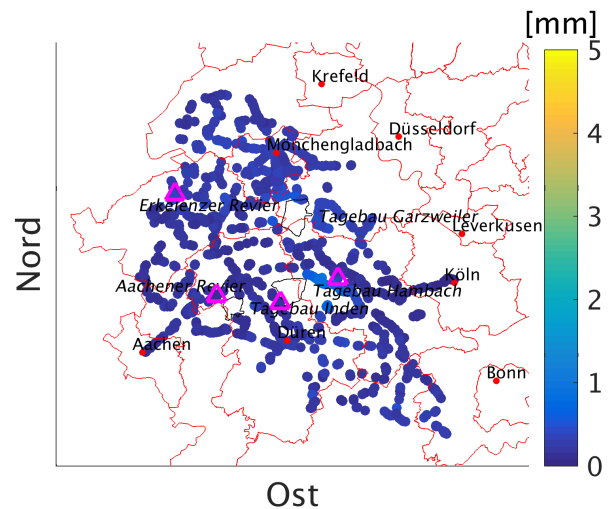 [mm]
Krefeld
5
Düsseldorf
4
Mönchengladbach
Erkelenzer Revier
Tagebau Garzweiler
3
Leverkusen
Nord
Köln
Aachener Revier
Tagebau Hambach
2
Tagebau Inden
Düren
Aachen
1
Bonn
0
Ost